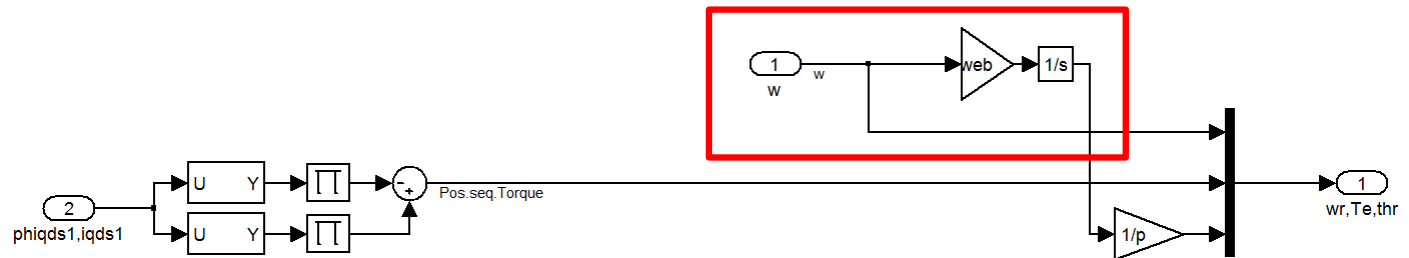 1
w
w
web
1/s
U Y
∏
-
+
Pos.seq.Torque
2
phiqds1,iqds1
U Y
∏
1/p
1
wr,Te,thr